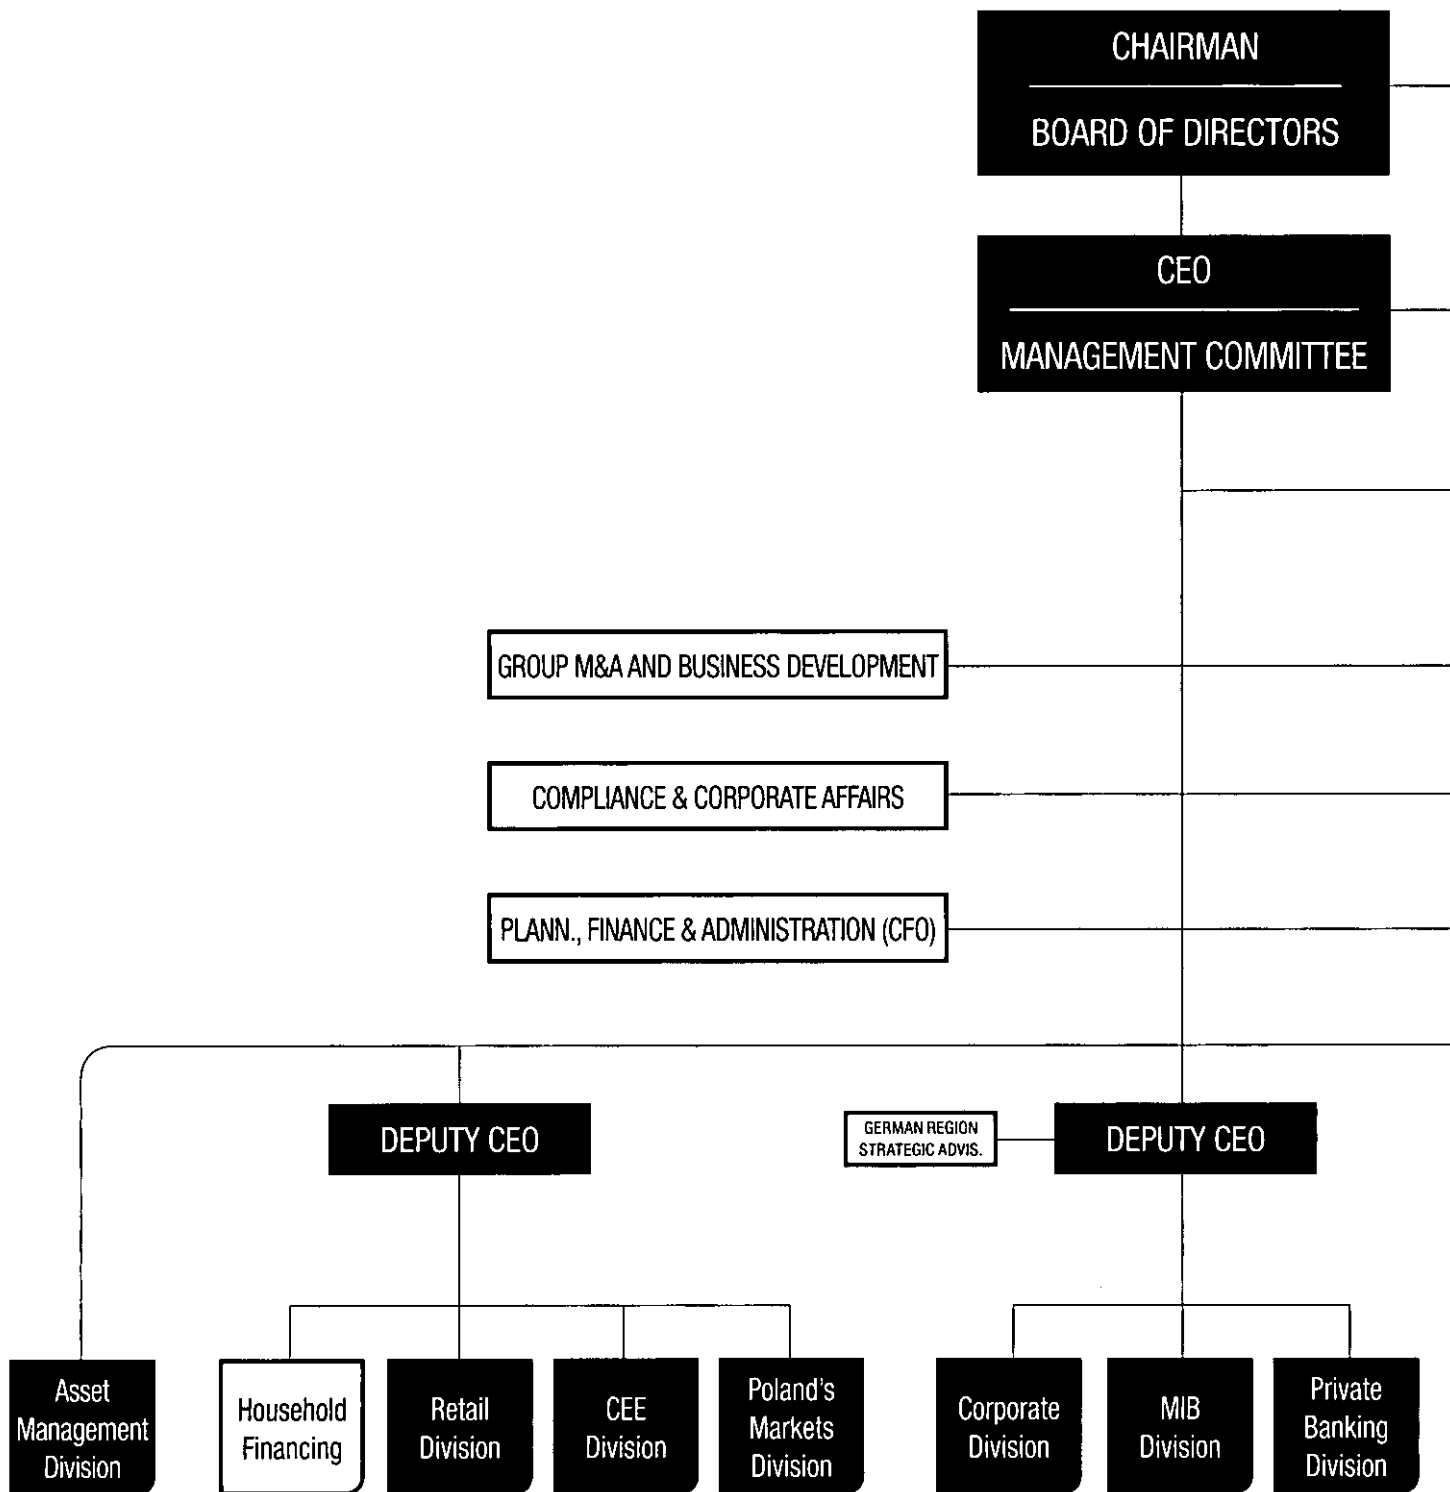 CHAIRMAN
BOARD OF DIRECTORS
CEO
MANAGEMENT COMMITTEE
GROUP M&A AND BUSINESS DEVELOPMENT
COMPLIANCE & CORPORATE AFFAIRS
PLANN., FINANCE & ADMINISTRATION (CFO)
DEPUTY CEO
GERMAN REGION
STRATEGIC ADVIS.
DEPUTY CEO
Asset
Management
Division
Household
Financing
Retail
Division
CEE
Division
Poland's
Markets
Division
Corporate
Division
MIB
Division
Private
Banking
Division